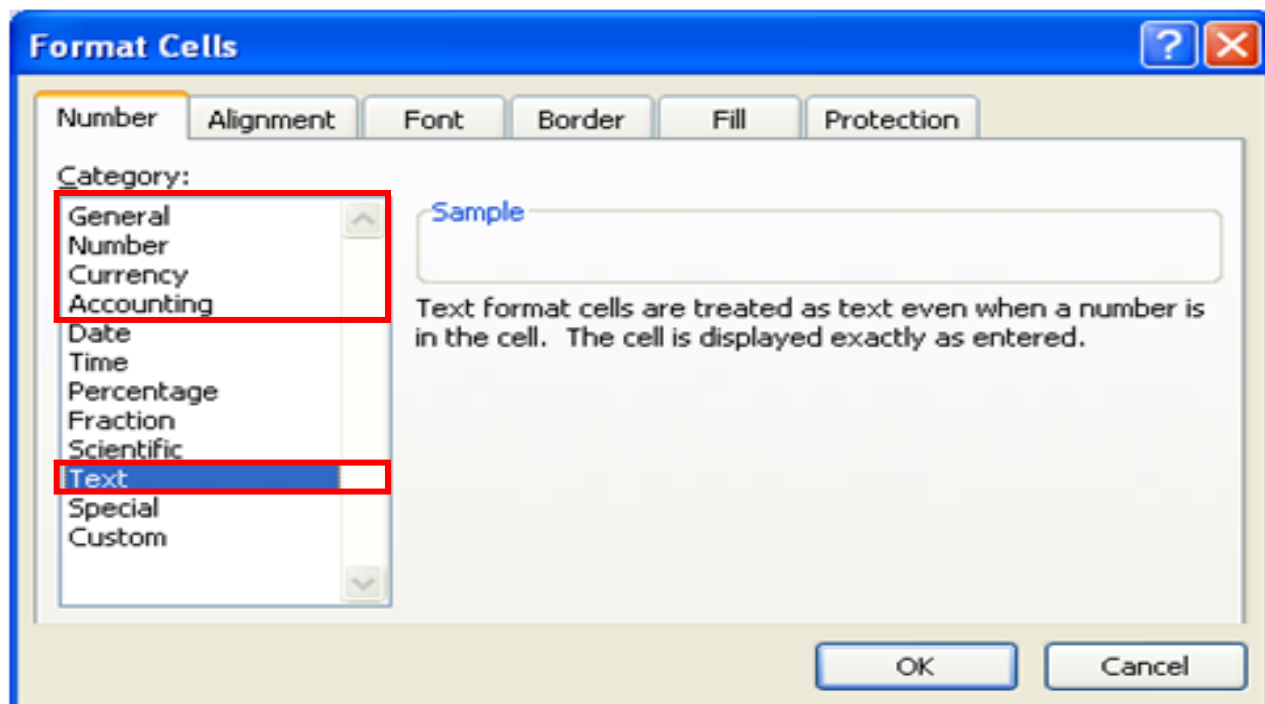 Format Cells
?
Number Alignment Font Border Fill Protection
Category:
General
Number
Currency
Accounting
Date
Time
Percentage
Fraction
Scientific
Text
Special
Custom
Sample
Text format cells are treated as text even when a number is
in the cell. The cell is displayed exactly as entered.
OK Cancel